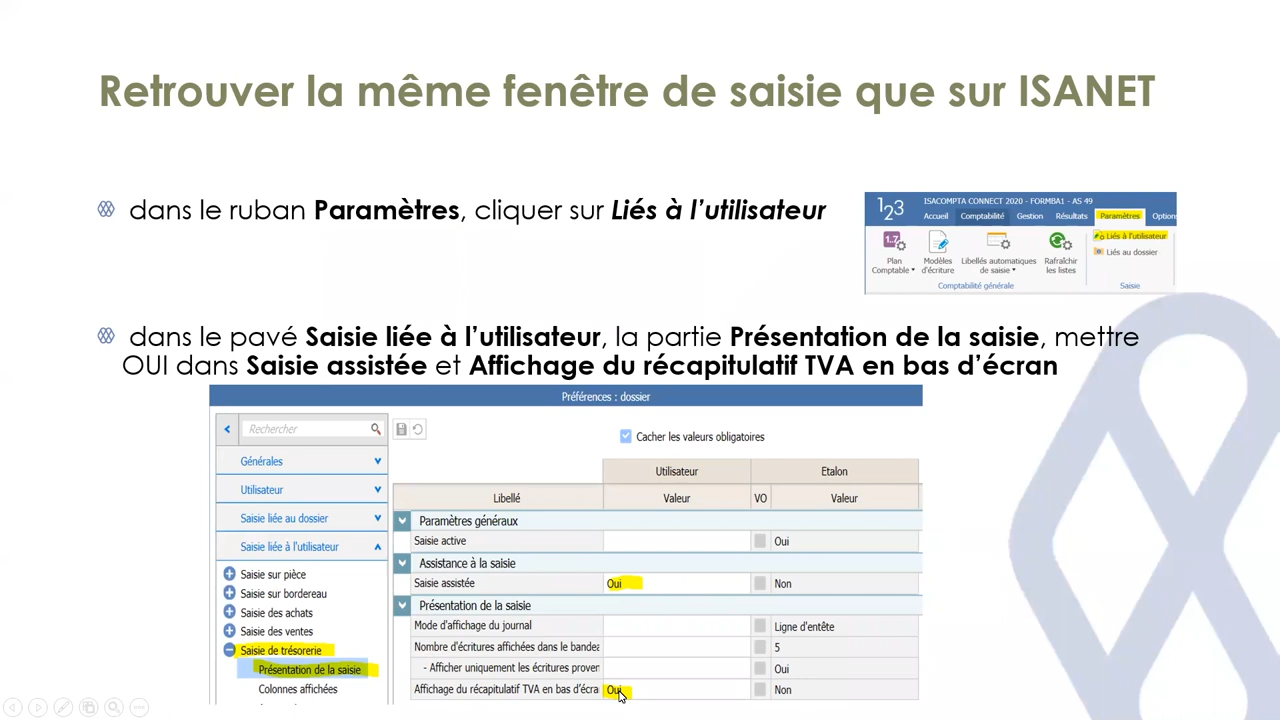 Retrouver la même fenêtre de saisie que sur ISANET
dans le ruban Paramètres, cliquer sur Liés à l'utilisateur
123
ISACOMPTA CONNECT 2020 - FORMBA1 - AS 49
Accueil Comptabilité Gestion Résultats Paramètres Option
1.7
Plan Comptable
Modèles d'écriture
Libellés automatiques de saisie
Rafraîchir les listes
Liés à l'utilisateur
Liés au dossier
Comptabilité générale
Saisie
dans le pavé Saisie liée à l'utilisateur, la partie Présentation de la saisie, mettre
OUI dans Saisie assistée et Affichage du récapitulatif TVA en bas d'écran
Préférences : dossier
Rechercher
Générales
Utilisateur
Saisie liée au dossier
Saisie liée à l'utilisateur
Saisie sur pièce
Saisie sur bordereau
Saisie des achats
Saisie des ventes
Saisie de trésorerie
Présentation de la saisie
Colonnes affichées
Cacher les valeurs obligatoires
Utilisateur Etalon
Libellé Valeur VO Valeur
Paramètres généraux
Saisie active Oui
Assistance à la saisie
Saisie assistée Oui Non
Présentation de la saisie
Mode d'affichage du journal Ligne d'entête
Nombre d'écritures affichées dans le bandea 5
- Afficher uniquement les écritures proven Oui
Affichage du récapitulatif TVA en bas d'écra Oui Non